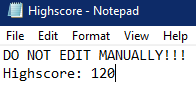 Highscore - Notepad
File Edit Format View Help
DO NOT EDIT MANUALLY!!!
Highscore: 120